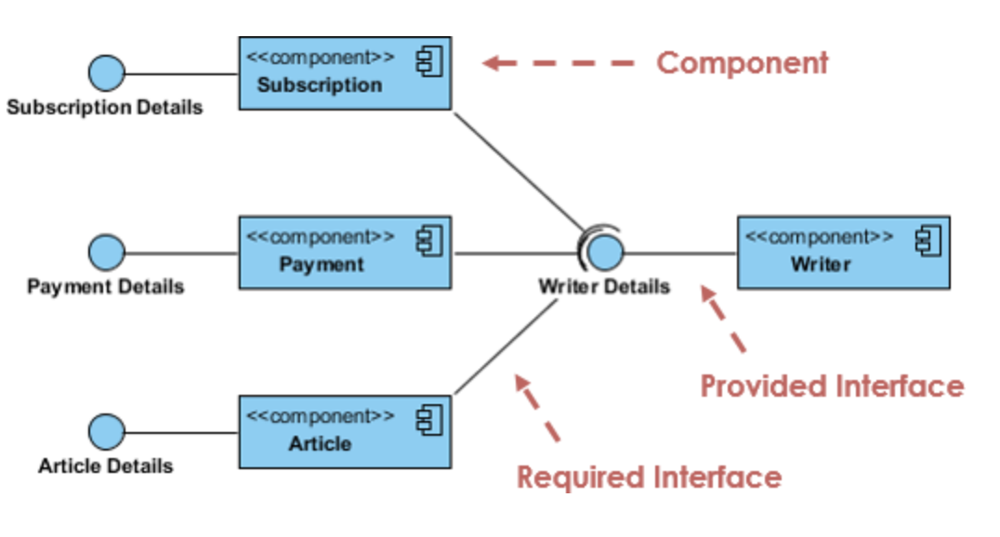 <<component>>
Subscription
Subscription Details
Component
<<component>>
Payment
Payment Details
<<component>>
Writer
Writer Details
Provided Interface
<<component>>
Article
Article Details
Required Interface